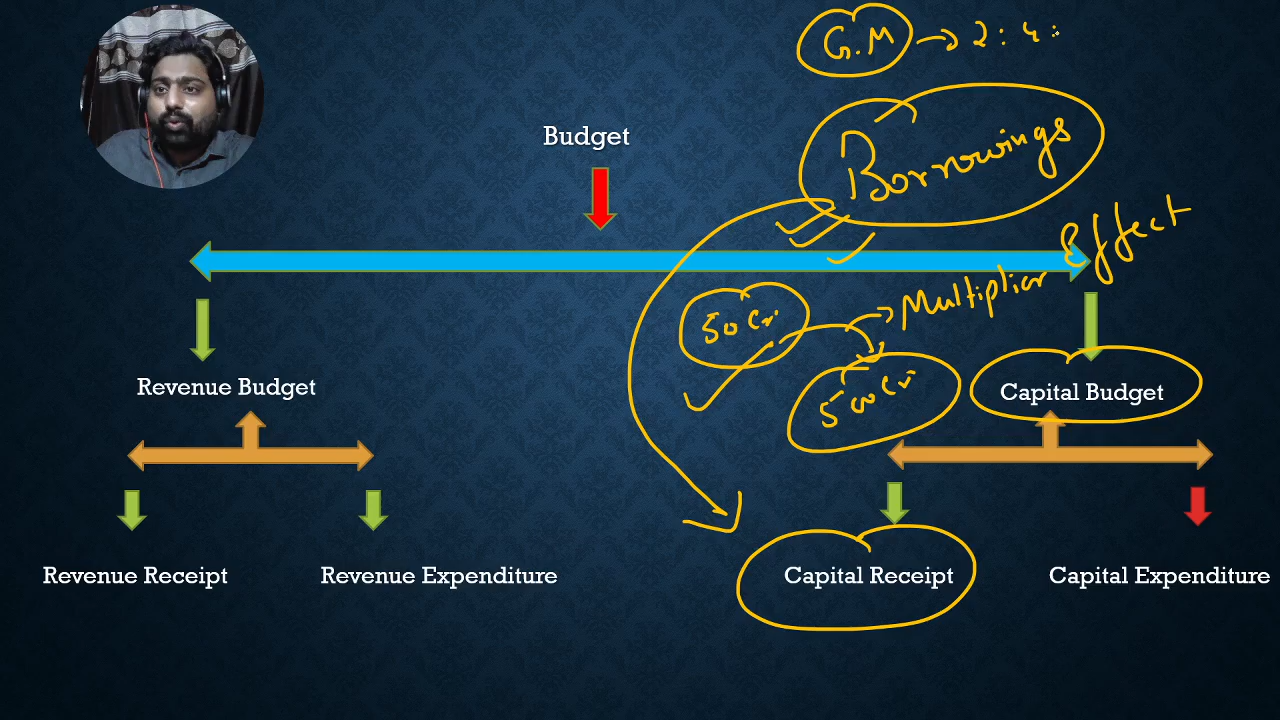 G.M → 2 : 4 :
Borrowings
Budget
Multiplier Effect
50 Cr
500 Cr
Revenue Budget
Capital Budget
Revenue Receipt
Revenue Expenditure
Capital Receipt
Capital Expenditure